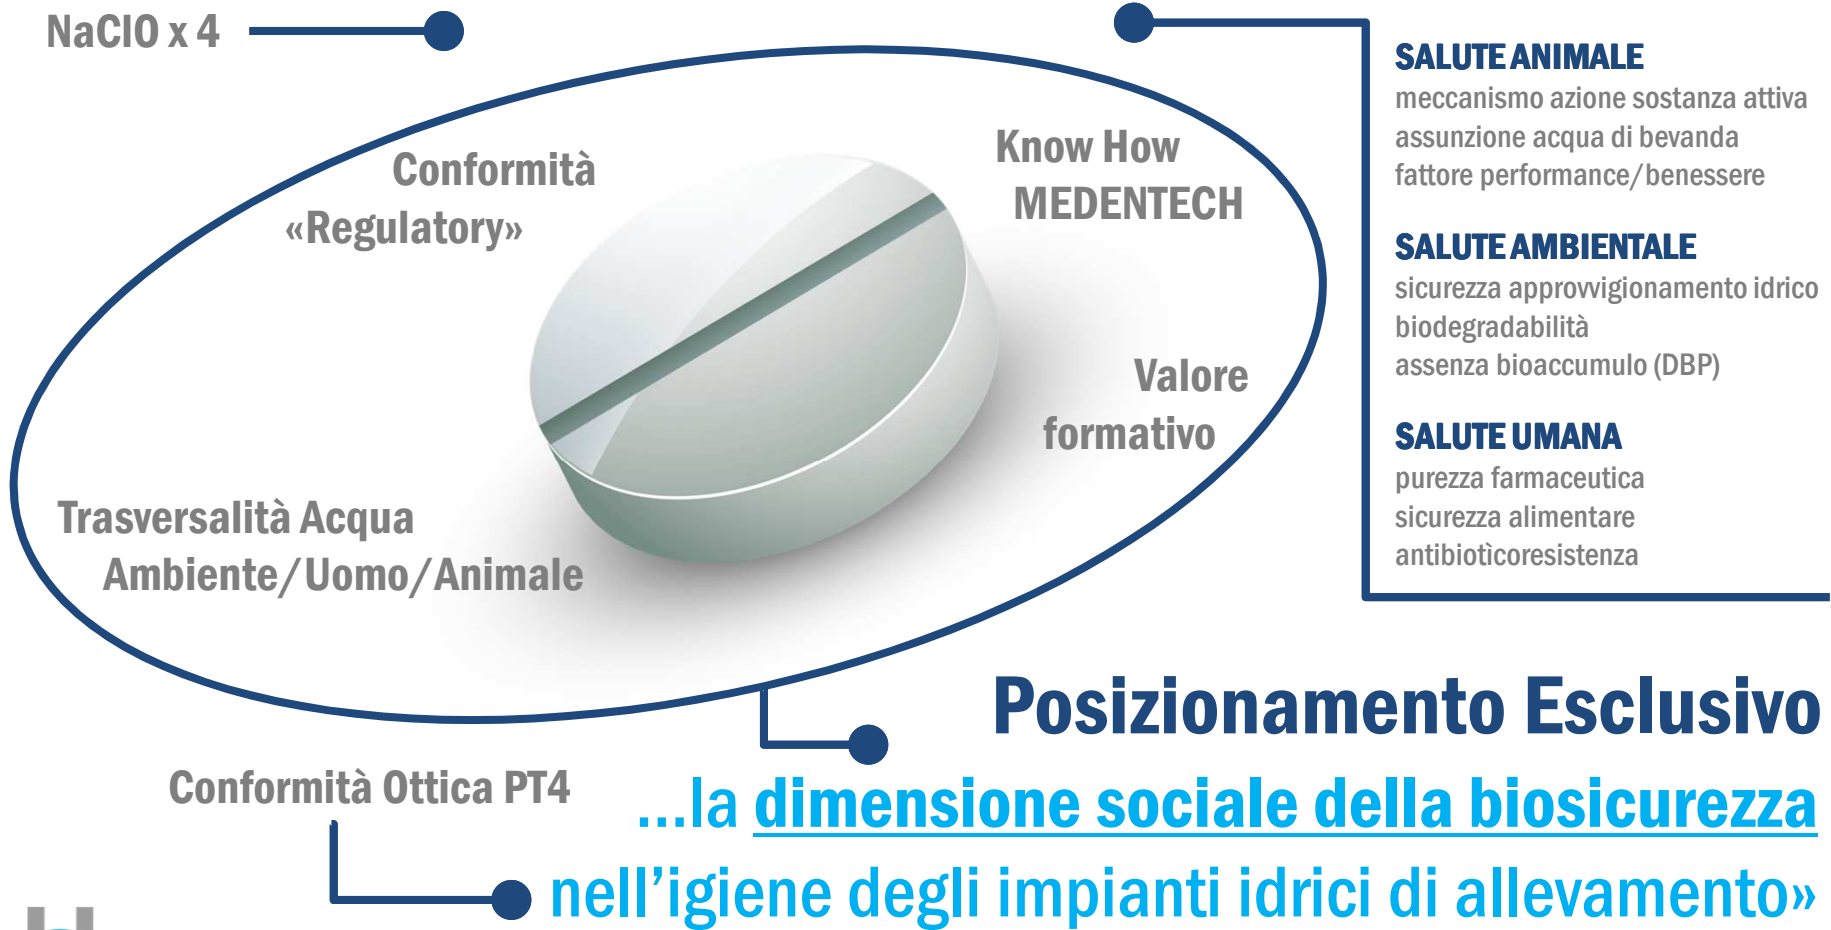 NaClO x 4
Conformità
«Regulatory»
Know How
MEDENTECH
Valore
formativo
Trasversalità Acqua
Ambiente/Uomo/Animale
SALUTE ANIMALE
meccanismo azione sostanza attiva
assunzione acqua di bevanda
fattore performance/benessere
SALUTE AMBIENTALE
sicurezza approvvigionamento idrico
biodegradabilità
assenza bioaccumulo (DBP)
SALUTE UMANA
purezza farmaceutica
sicurezza alimentare
antibiotìcoresistenza
Posizionamento Esclusivo
Conformità Ottica PT4
...la dimensione sociale della biosicurezza
nell’igiene degli impianti idrici di allevamento»